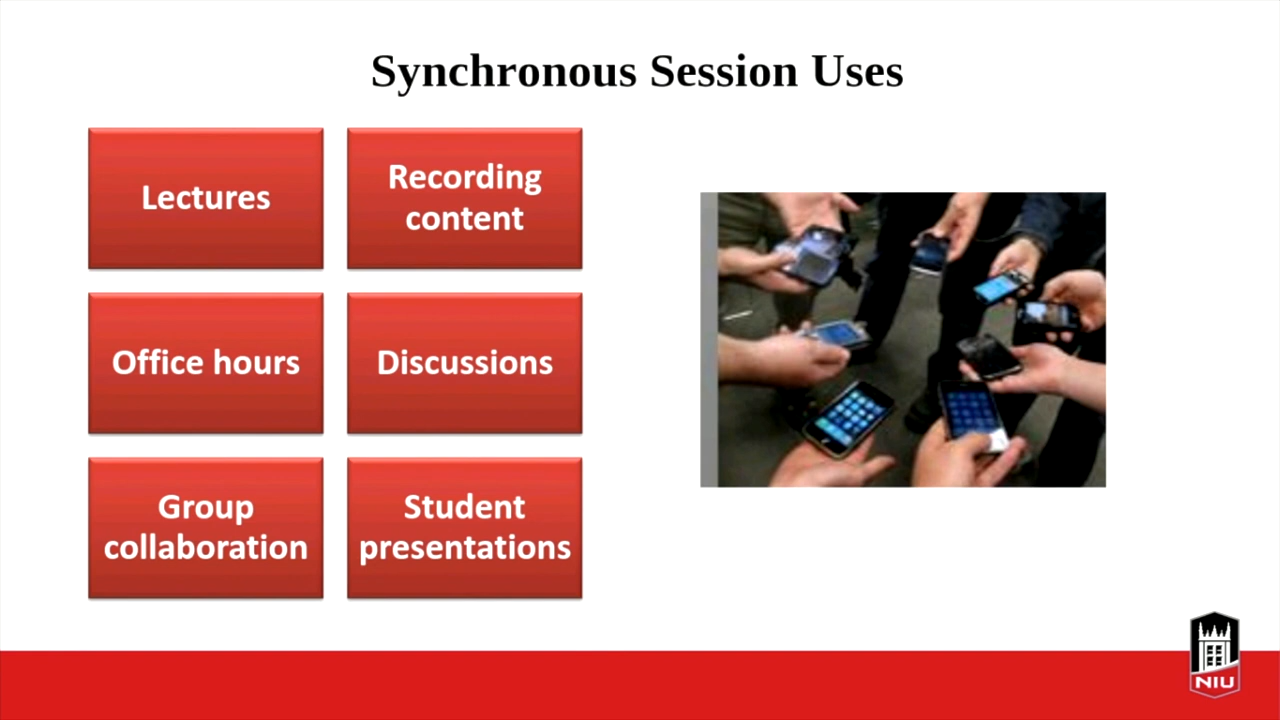 Synchronous Session Uses
Lectures
Recording
content
Office hours
Discussions
Group
collaboration
Student
presentations
NIU